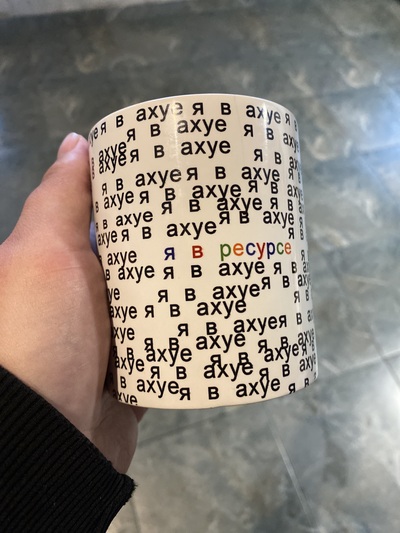 я в ахуе я в
я в ахуе я в
ахуе я в ахуе
ахуе я в
я в ахуе я в
ахуе я в ахуе я в
я в ахуе я в
в ахуе я в ахуе
ахуе я в ахуе я
ахуе я в ресурсе
в ахуе я в ахуе я в
я в ахуе
ахуе я в ахуе
я в ахуе я в
ахуе я в ахуе я в
в ахуе я в ахуе
я в ахуе
в ахуе я в ахуе я в
ахуе